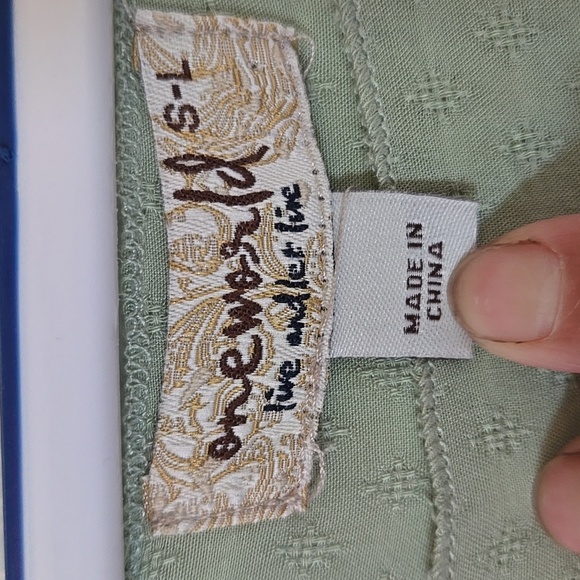 one world
live and let live
S-L
MADE IN
CHINA